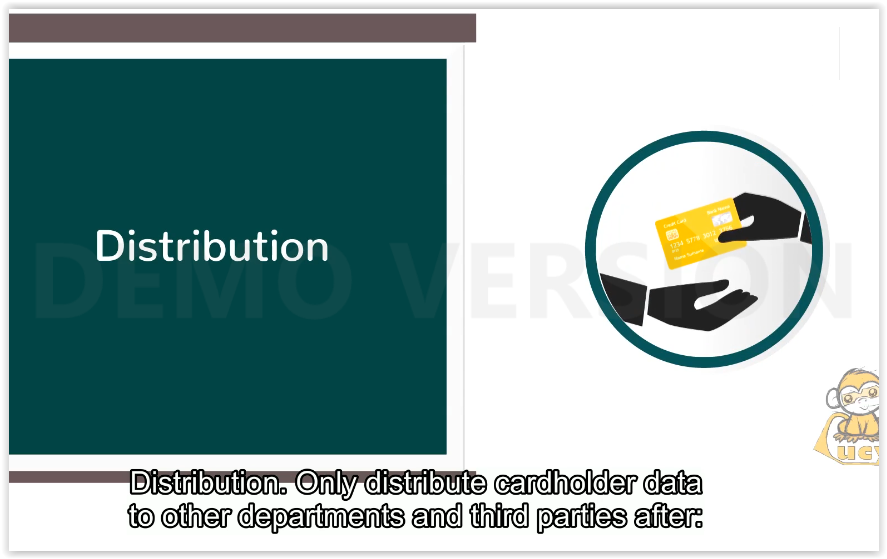 Distribution
DEMO VERSION
Distribution. Only distribute cardholder data
to other departments and third parties after: